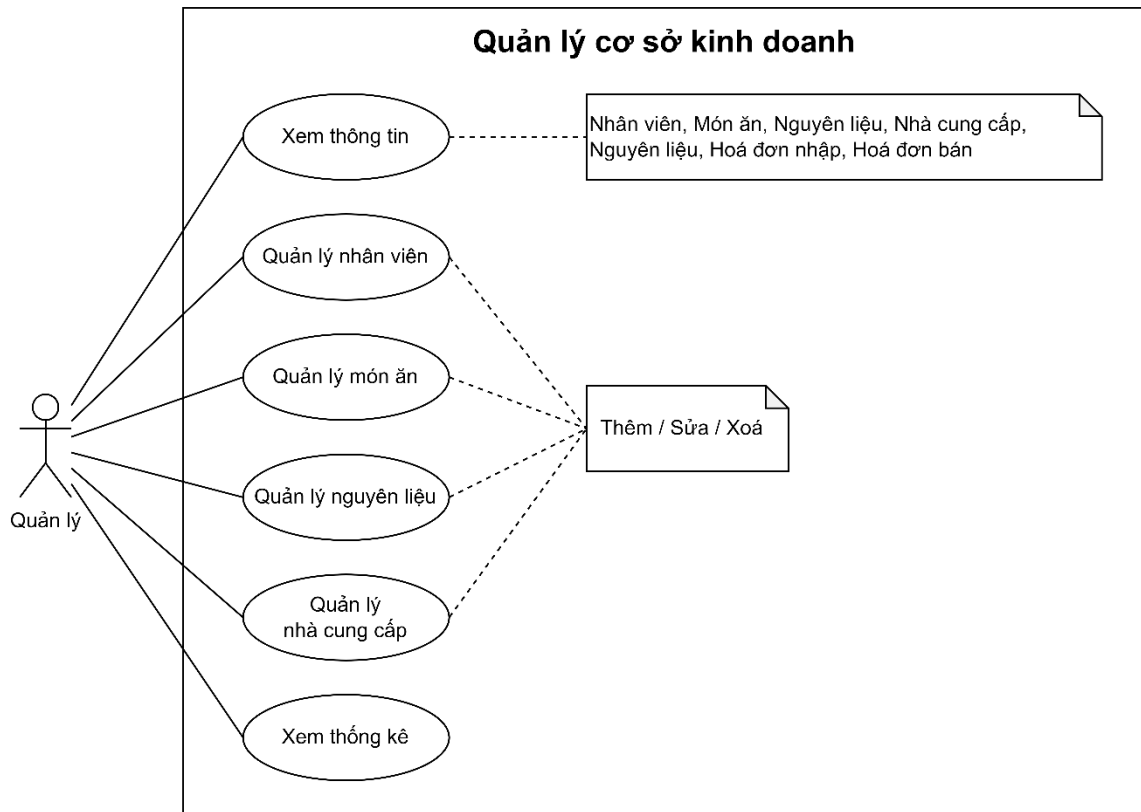 Quản lý cơ sở kinh doanh
Xem thông tin
Nhân viên, Món ăn, Nguyên liệu, Nhà cung cấp,
Nguyên liệu, Hoá đơn nhập, Hoá đơn bán
Quản lý nhân viên
Quản lý món ăn
Thêm / Sửa / Xoá
Quản lý nguyên liệu
Quản lý
Quản lý
nhà cung cấp
Xem thống kê